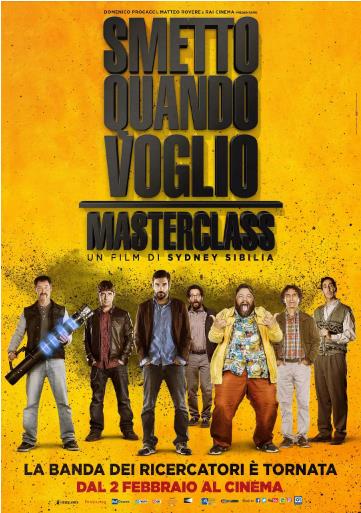 DOMENICO PROCACCI, MATTEO ROVERE E RAI CINEMA PRESENTANO
SMETTO
QUANDO
VOGLIO
MASTERCLASS
UN FILM DI SYDNEY SIBILIA
LA BANDA DEI RICERCATORI È TORNATA
DAL 2 FEBBRAIO AL CINEMA